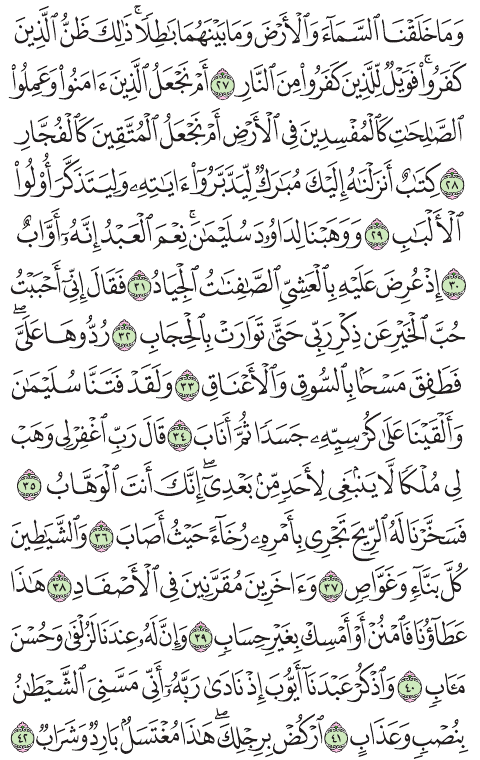 وَمَا خَلَقْنَا ٱلسَّمَآءَ وَٱلْأَرْضَ وَمَا بَيْنَهُمَا بَٰطِلًا ۚ ذَٰلِكَ ظَنُّ ٱلَّذِينَ
كَفَرُوا۟ ۚ فَوَيْلٌ لِّلَّذِينَ كَفَرُوا۟ مِنَ ٱلنَّارِ ٢٧ أَمْ نَجْعَلُ ٱلَّذِينَ ءَامَنُوا۟ وَعَمِلُوا۟
ٱلصَّٰلِحَٰتِ كَٱلْمُفْسِدِينَ فِى ٱلْأَرْضِ أَمْ نَجْعَلُ ٱلْمُتَّقِينَ كَٱلْفُجَّارِ
٢٨ كِتَٰبٌ أَنزَلْنَٰهُ إِلَيْكَ مُبَٰرَكٌ لِّيَدَّبَّرُوٓا۟ ءَايَٰتِهِۦ وَلِيَتَذَكَّرَ أُو۟لُوا۟
ٱلْأَلْبَٰبِ ٢٩ وَوَهَبْنَا لِدَاوُۥدَ سُلَيْمَٰنَ ۚ نِعْمَ ٱلْعَبْدُ ۖ إِنَّهُۥٓ أَوَّابٌ
٣٠ إِذْ عُرِضَ عَلَيْهِ بِٱلْعَشِىِّ ٱلصَّٰفِنَٰتُ ٱلْجِيَادُ ٣١ فَقَالَ إِنِّىٓ أَحْبَبْتُ
حُبَّ ٱلْخَيْرِ عَن ذِكْرِ رَبِّى حَتَّىٰ تَوَارَتْ بِٱلْحِجَابِ ٣٢ رُدُّوهَا عَلَىَّ ۖ
فَطَفِقَ مَسْحًۢا بِٱلسُّوقِ وَٱلْأَعْنَاقِ ٣٣ وَلَقَدْ فَتَنَّا سُلَيْمَٰنَ
وَأَلْقَيْنَا عَلَىٰ كُرْسِيِّهِۦ جَسَدًا ثُمَّ أَنَابَ ٣٤ قَالَ رَبِّ ٱغْفِرْ لِى وَهَبْ
لِى مُلْكًا لَّا يَنۢبَغِى لِأَحَدٍ مِّنۢ بَعْدِىٓ ۖ إِنَّكَ أَنتَ ٱلْوَهَّابُ ٣٥
فَسَخَّرْنَا لَهُ ٱلرِّيحَ تَجْرِى بِأَمْرِهِۦ رُخَآءً حَيْثُ أَصَابَ ٣٦ وَٱلشَّيَٰطِينَ
كُلَّ بَنَّآءٍ وَغَوَّاصٍ ٣٧ وَءَاخَرِينَ مُقَرَّنِينَ فِى ٱلْأَصْفَادِ ٣٨ هَٰذَا
عَطَآؤُنَا فَٱمْنُنْ أَوْ أَمْسِكْ بِغَيْرِ حِسَابٍ ٣٩ وَإِنَّ لَهُۥ عِندَنَا لَزُلْفَىٰ وَحُسْنَ
مَـَٔابٍ ٤٠ وَٱذْكُرْ عَبْدَنَآ أَيُّوبَ إِذْ نَادَىٰ رَبَّهُۥٓ أَنِّى مَسَّنِىَ ٱلشَّيْطَٰنُ
بِنُصْبٍ وَعَذَابٍ ٤١ ٱرْكُضْ بِرِجْلِكَ ۖ هَٰذَا مُغْتَسَلٌۢ بَارِدٌ وَشَرَابٌ ٤٢